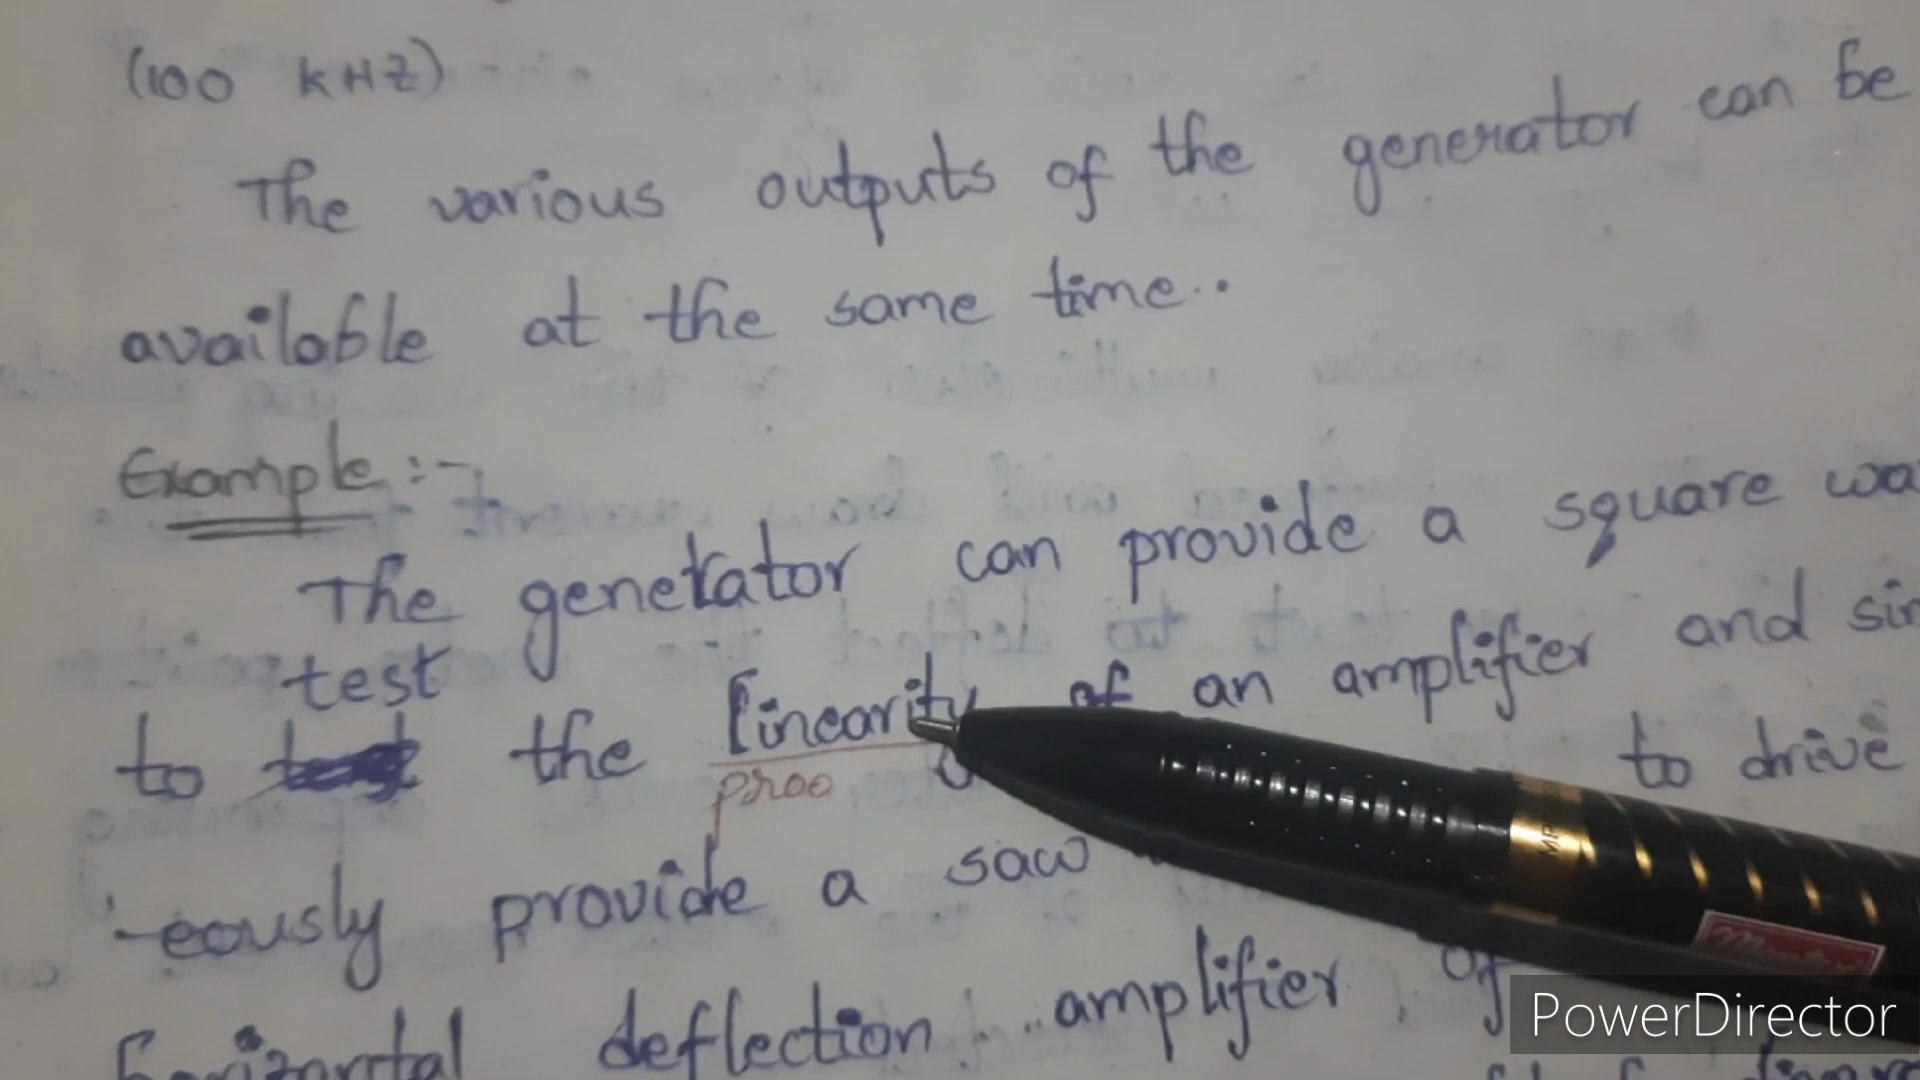 (100 KHZ)
The various outputs of the generator can be
available at the same time..
Example :-
The generator can provide a square
test
to the linearity of an amplifier and
proo
to drive
-eously provide a saw
horizontal deflection amplifier of
PowerDirector